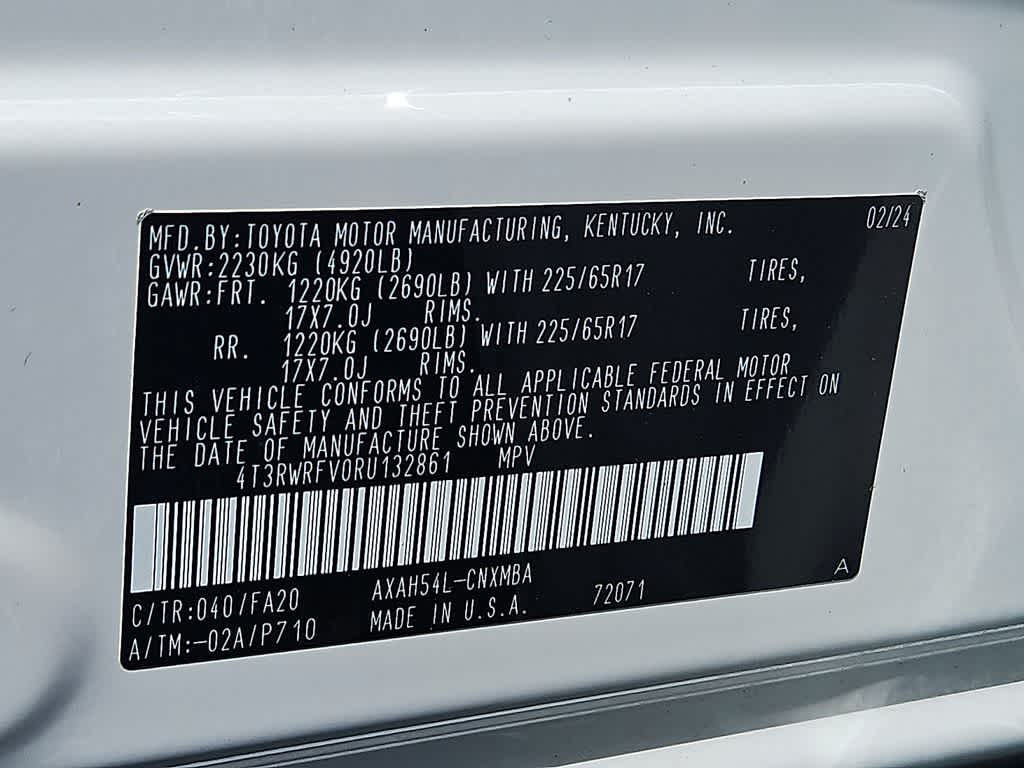 MFD.BY:TOYOTA MOTOR MANUFACTURING, KENTUCKY, INC. 02/24
GVWR:2230KG (4920LB)
GAWR:FRT. 1220KG (2690LB) WITH 225/65R17 TIRES,
17X7.0J RIMS.
RR. 1220KG (2690LB) WITH 225/65R17 TIRES,
17X7.0J RIMS.
THIS VEHICLE CONFORMS TO ALL APPLICABLE FEDERAL MOTOR
VEHICLE SAFETY AND THEFT PREVENTION STANDARDS IN EFFECT ON
THE DATE OF MANUFACTURE SHOWN ABOVE.
4T3RWRFV0RU132861 MPV
C/TR:040/FA20 AXAH54L-CNXMBA A
A/TM:-02A/P710 MADE IN U.S.A. 72071